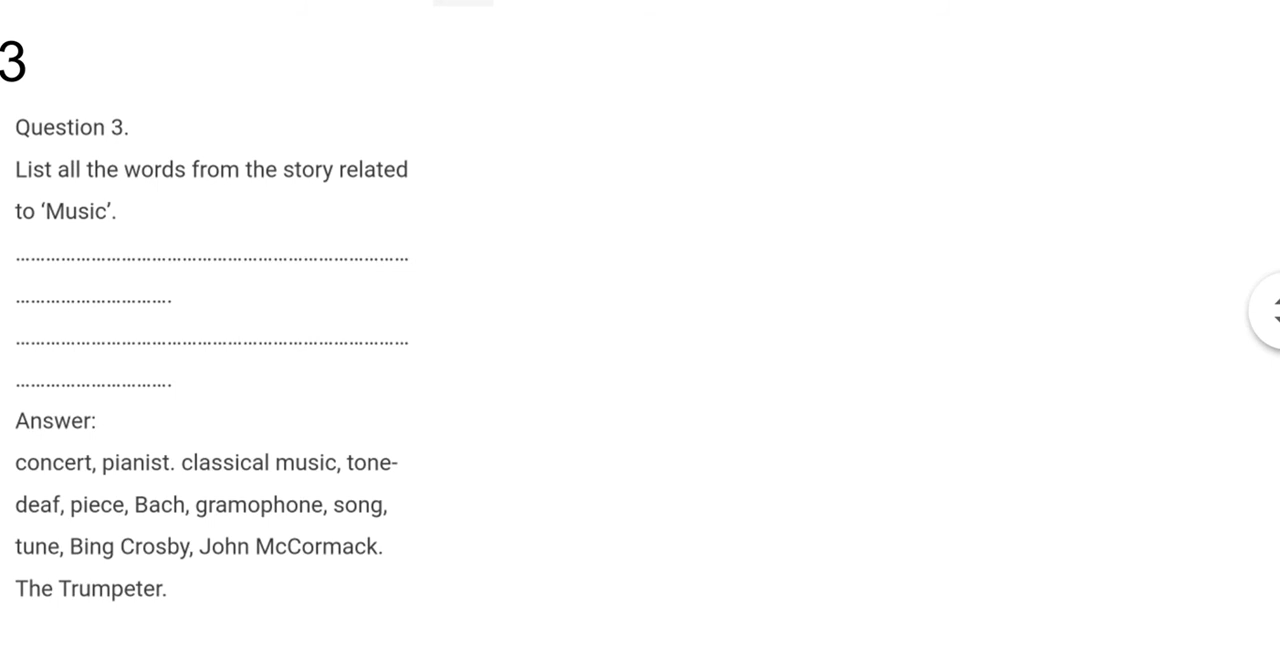 3
Question 3.
List all the words from the story related
to ‘Music’.
……………………………………………………………………
………………………….
……………………………………………………………………
………………………….
Answer:
concert, pianist. classical music, tone-
deaf, piece, Bach, gramophone, song,
tune, Bing Crosby, John McCormack.
The Trumpeter.